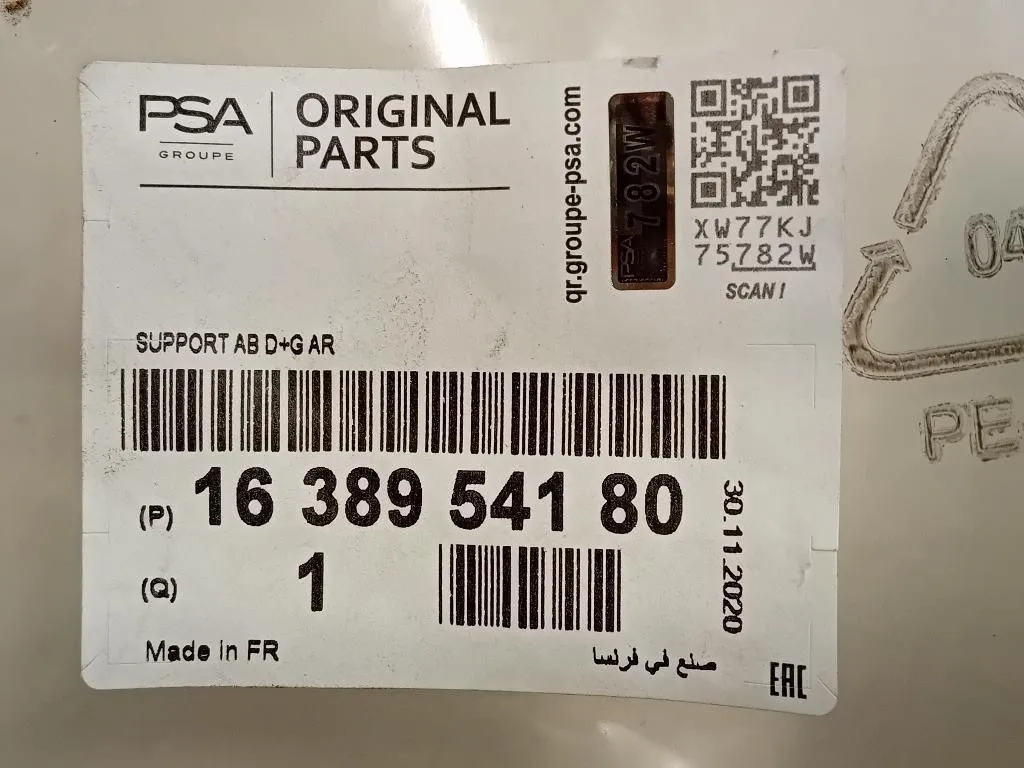 PSA
GROUPE
ORIGINAL
PARTS
qr.groupe-psa.com
PSA 782W
XW77KJ
75782W
SCAN !
SUPPORT AB D+G AR
(P) 16 389 541 80
(Q) 1
30.11.2020
Made in FR
صنع في فرنسا
EAC
04
PE